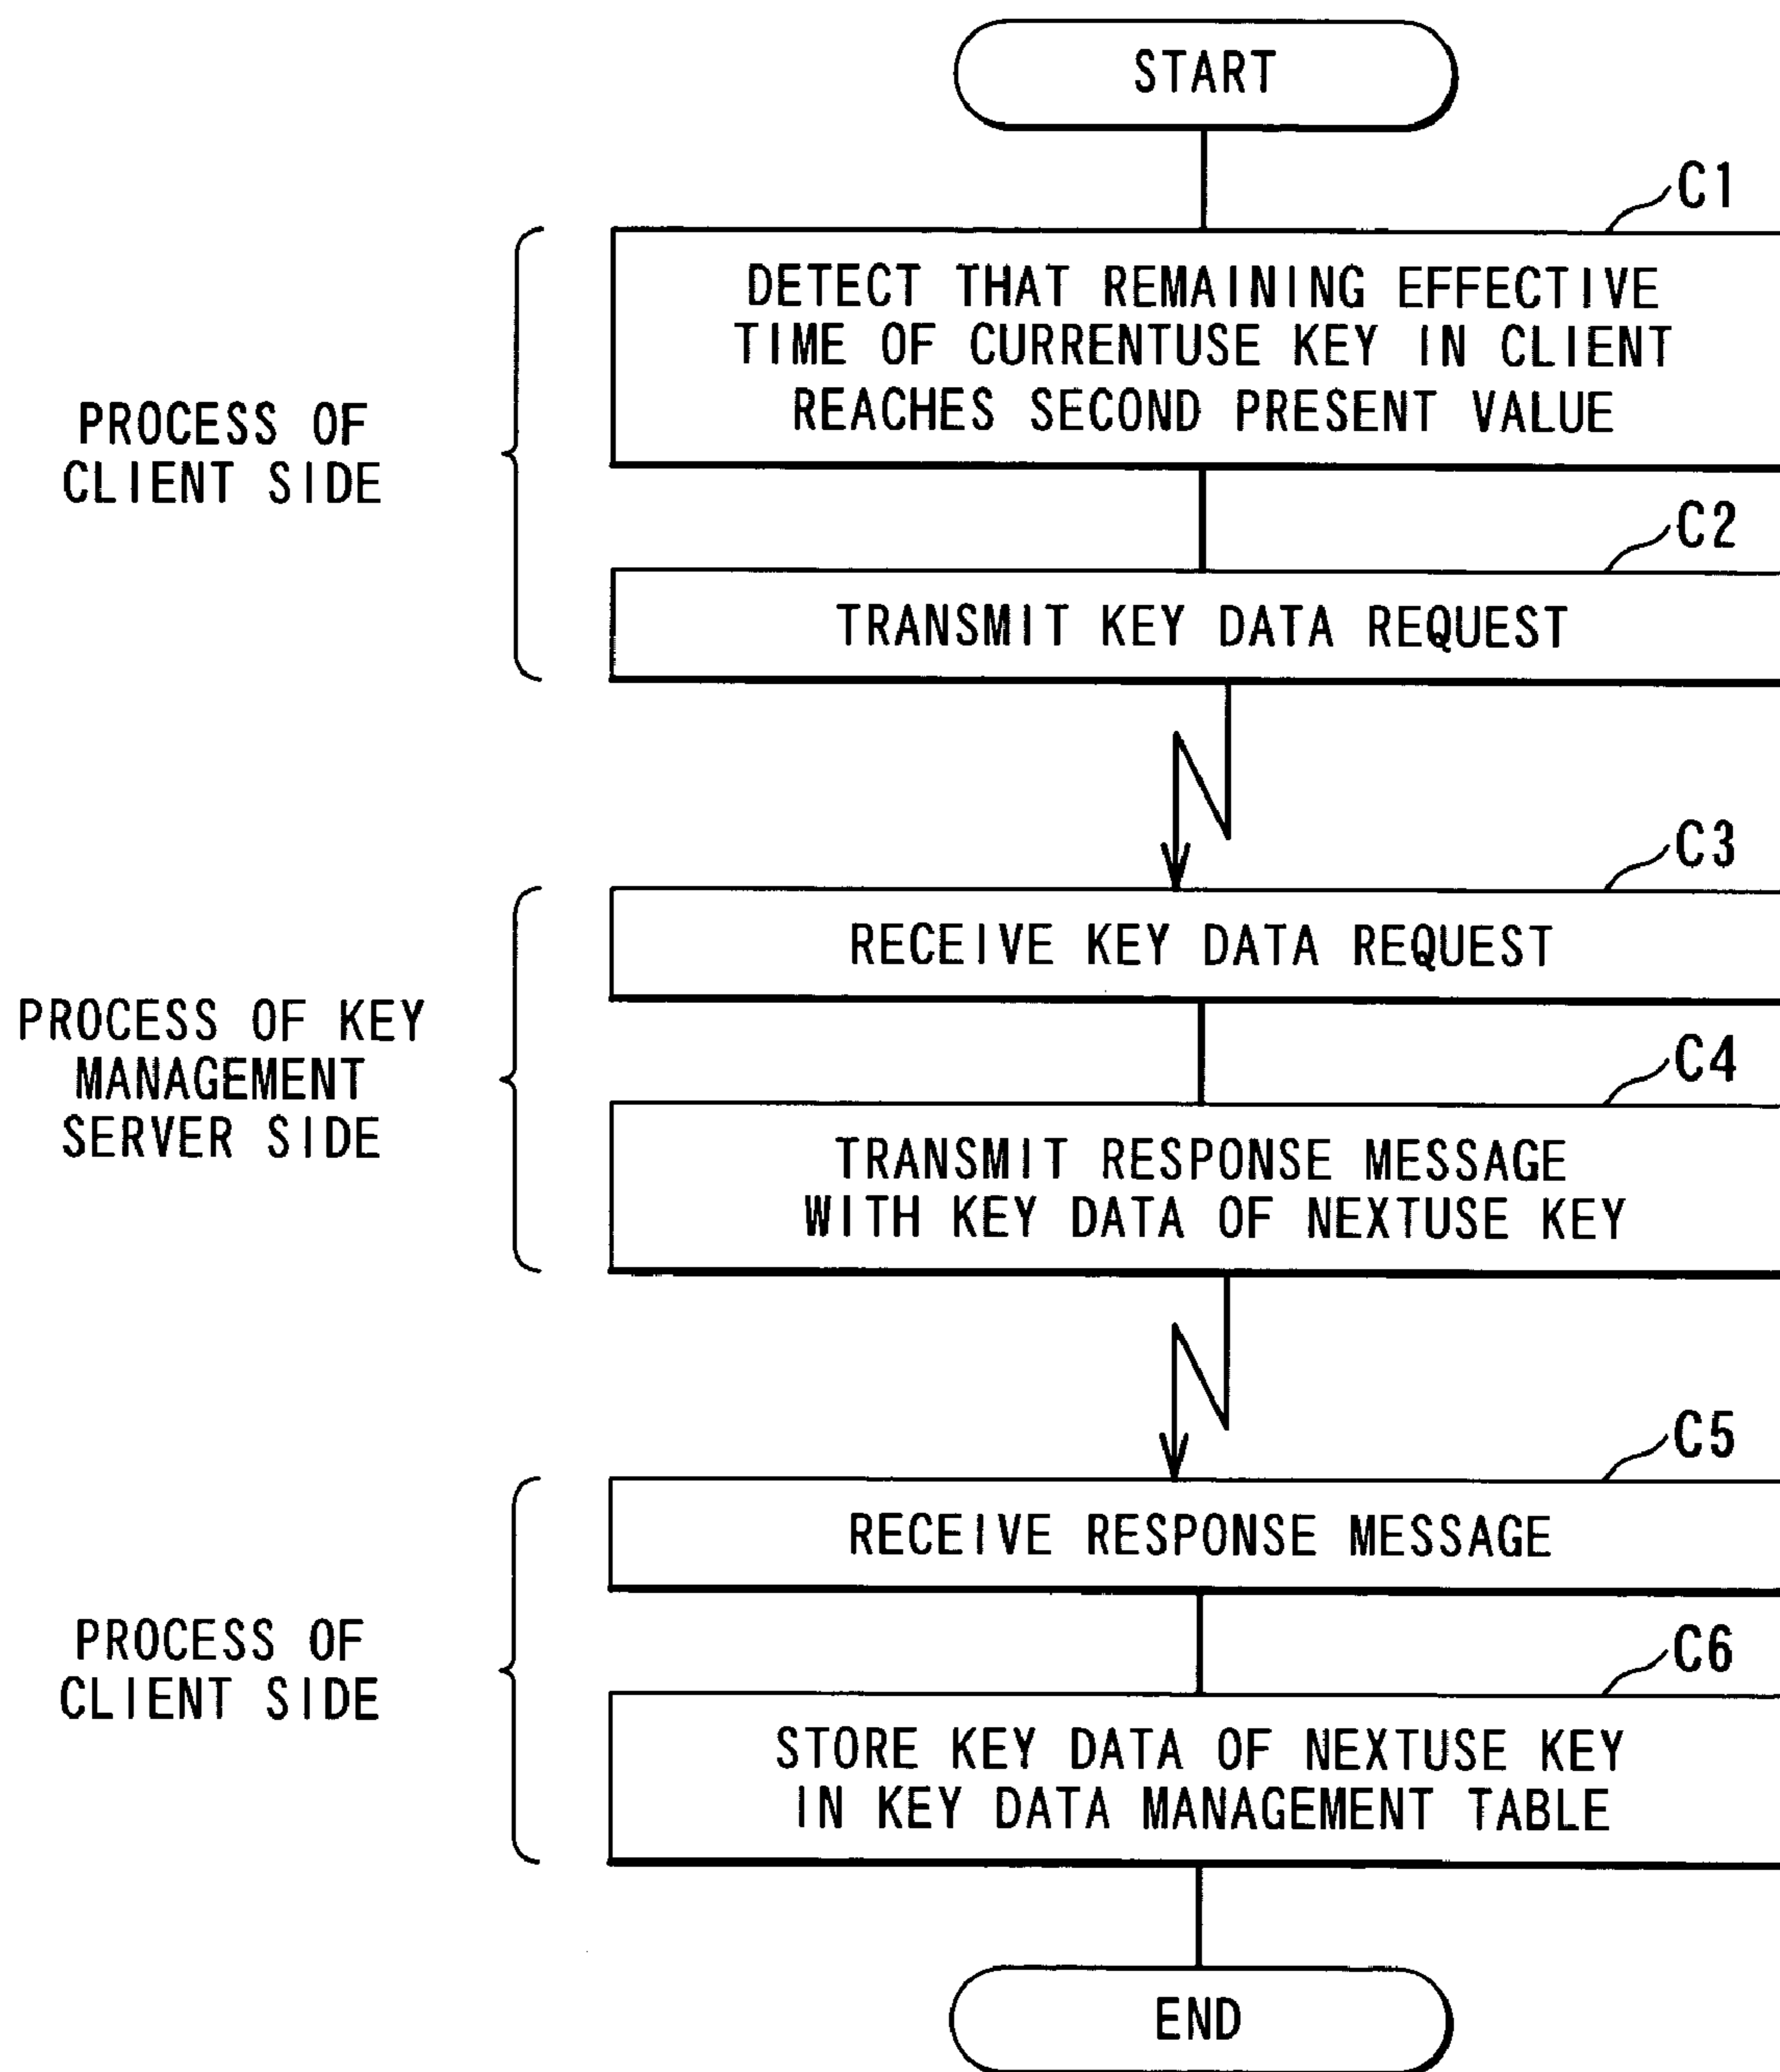 START
C1
DETECT THAT REMAINING EFFECTIVE
TIME OF CURRENTUSE KEY IN CLIENT
REACHES SECOND PRESENT VALUE
PROCESS OF
CLIENT SIDE
C2
TRANSMIT KEY DATA REQUEST
C3
RECEIVE KEY DATA REQUEST
PROCESS OF KEY
MANAGEMENT
SERVER SIDE
C4
TRANSMIT RESPONSE MESSAGE
WITH KEY DATA OF NEXTUSE KEY
C5
RECEIVE RESPONSE MESSAGE
PROCESS OF
CLIENT SIDE
C6
STORE KEY DATA OF NEXTUSE KEY
IN KEY DATA MANAGEMENT TABLE
END